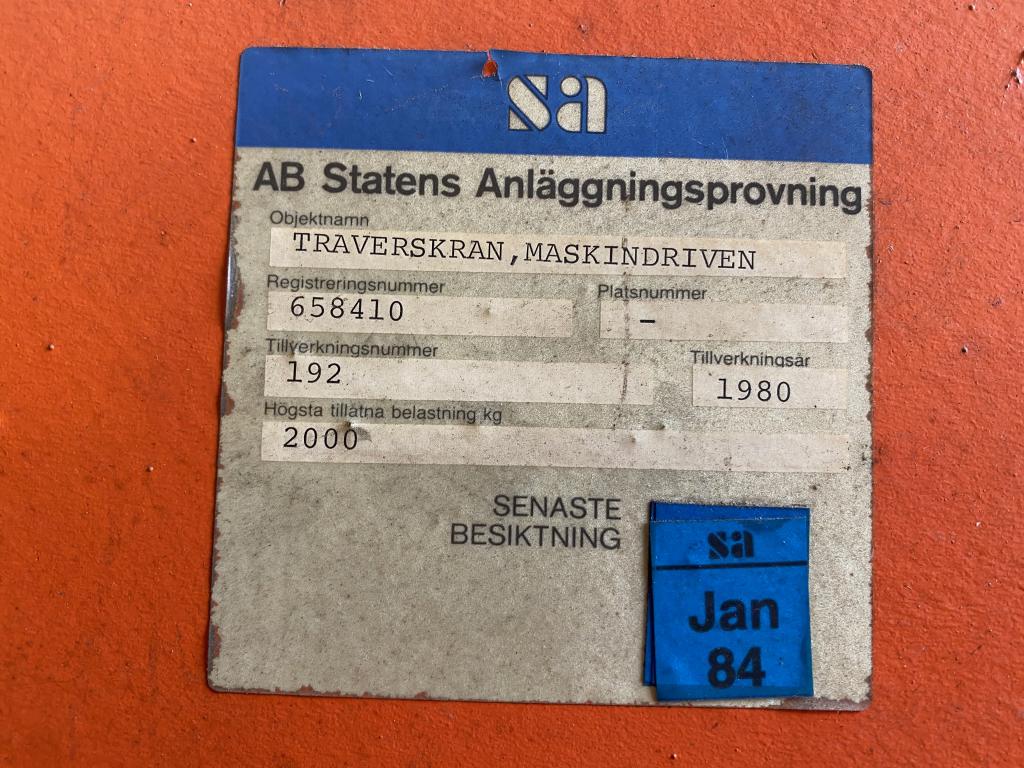 sa
AB Statens Anläggningsprovning
Objektnamn
TRAVERSKRAN,MASKINDRIVEN
Registreringsnummer Platsnummer
658410 –
Tillverkningsnummer Tillverkningsår
192 1980
Högsta tillåtna belastning kg
2000
SENASTE
BESIKTNING
sa
Jan
84